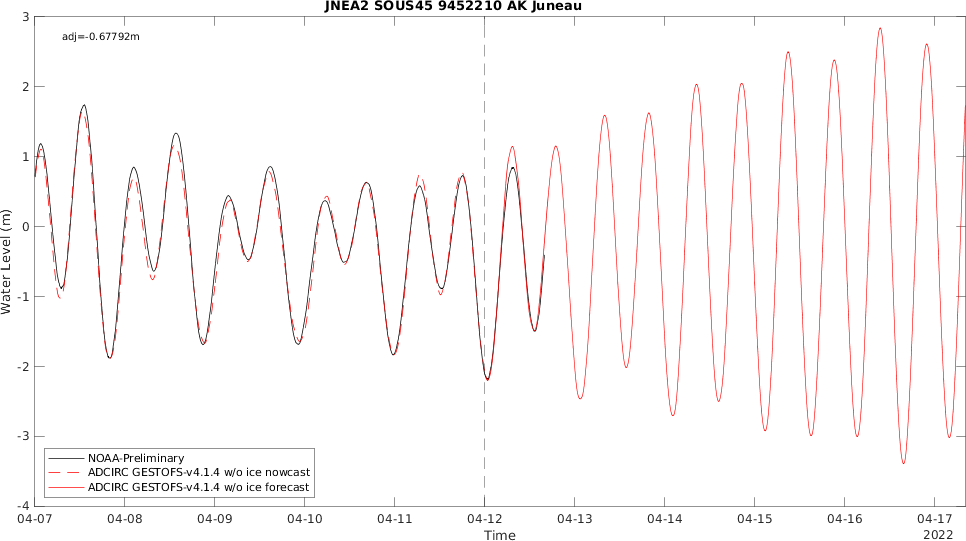 JNEA2 SOUS45 9452210 AK Juneau
adj=-0.67792m
Water Level (m)
3
2
1
0
-1
-2
-3
-4
NOAA-Preliminary
ADCIRC GESTOFS-v4.1.4 w/o ice nowcast
ADCIRC GESTOFS-v4.1.4 w/o ice forecast
04-07 04-08 04-09 04-10 04-11 04-12 04-13 04-14 04-15 04-16 04-17
Time
2022